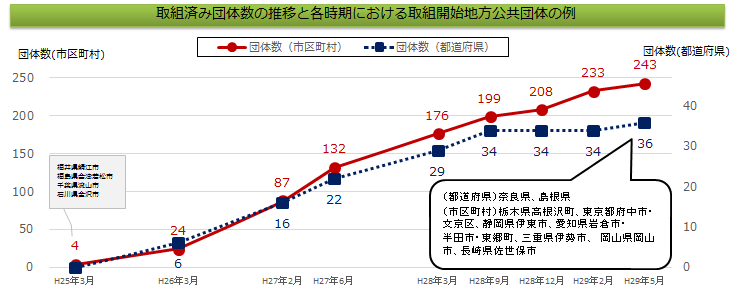 取組済み団体数の推移と各時期における取組開始地方公共団体の例
団体数(市区町村)
団体数（市区町村）
団体数（都道府県）
団体数(都道府県)
250
200
150
100
50
0
40
30
20
10
0
4
24
87
132
176
199
208
233
243
6
16
22
29
34
34
34
36
福井県鯖江市
福島県会津若松市
千葉県流山市
石川県金沢市
（都道府県）奈良県、島根県
（市区町村）栃木県高根沢町、東京都府中市・
文京区、静岡県伊東市、愛知県岩倉市・
半田市・東郷町、三重県伊勢市、 岡山県岡山
市、長崎県佐世保市
H25年3月
H26年3月
H27年2月
H27年6月
H28年3月
H28年9月
H28年12月
H29年2月
H29年5月